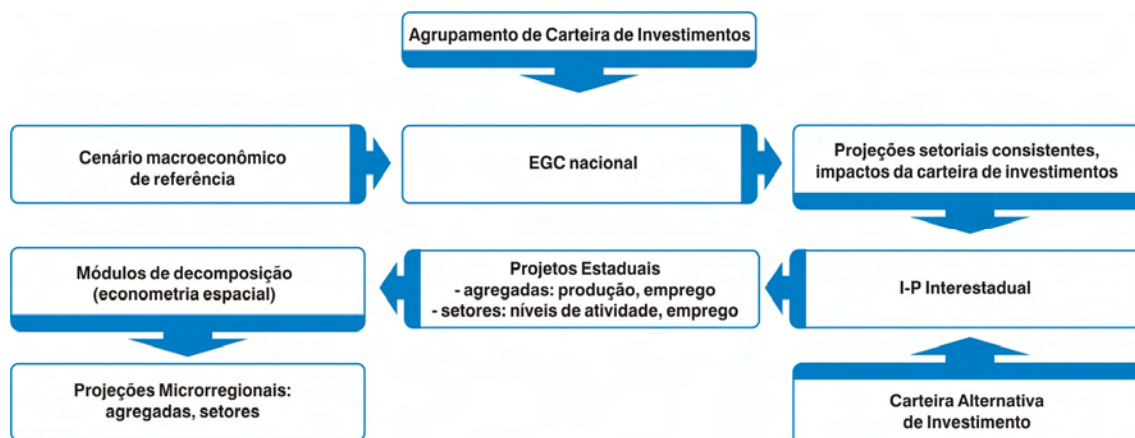 Agrupamento de Carteira de Investimentos
Cenário macroeconômico
de referência
EGC nacional
Projeções setoriais consistentes,
impactos da carteira de investimentos
Módulos de decomposição
(econometria espacial)
Projetos Estaduais
- agregadas: produção, emprego
- setores: níveis de atividade, emprego
I-P Interestadual
Projeções Microrregionais:
agregadas, setores
Carteira Alternativa
de Investimento